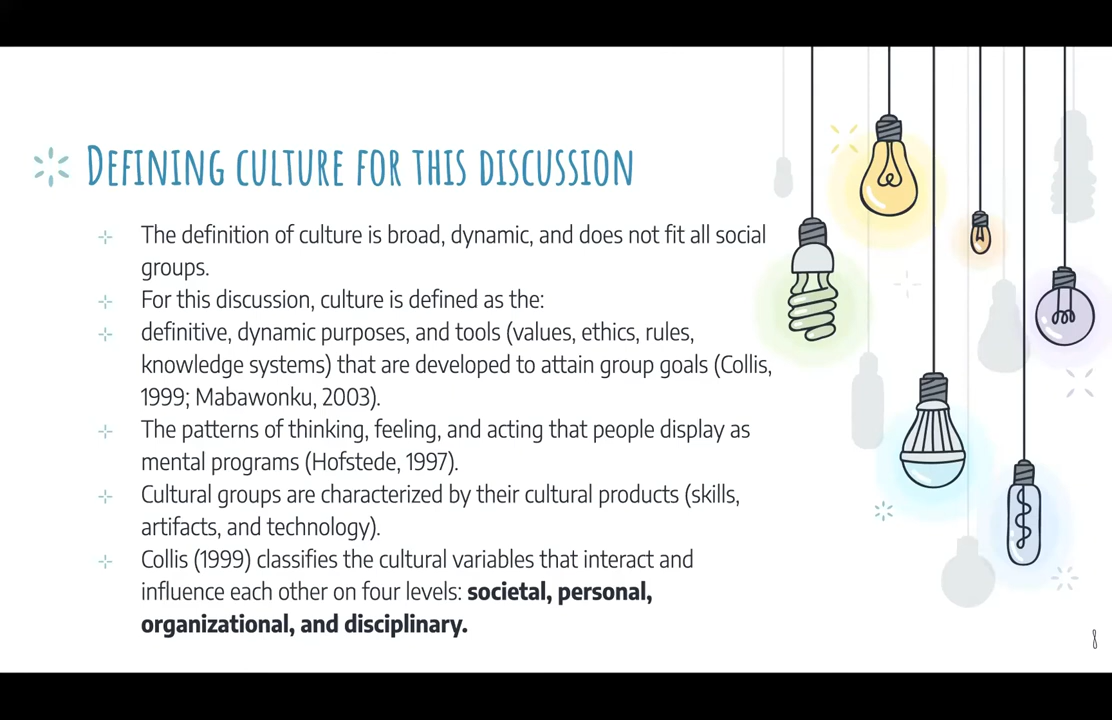 Defining culture for this discussion
The definition of culture is broad, dynamic, and does not fit all social
groups.
For this discussion, culture is defined as the:
definitive, dynamic purposes, and tools (values, ethics, rules,
knowledge systems) that are developed to attain group goals (Collis,
1999; Mabawonku, 2003).
The patterns of thinking, feeling, and acting that people display as
mental programs (Hofstede, 1997).
Cultural groups are characterized by their cultural products (skills,
artifacts, and technology).
Collis (1999) classifies the cultural variables that interact and
influence each other on four levels: societal, personal,
organizational, and disciplinary.
8